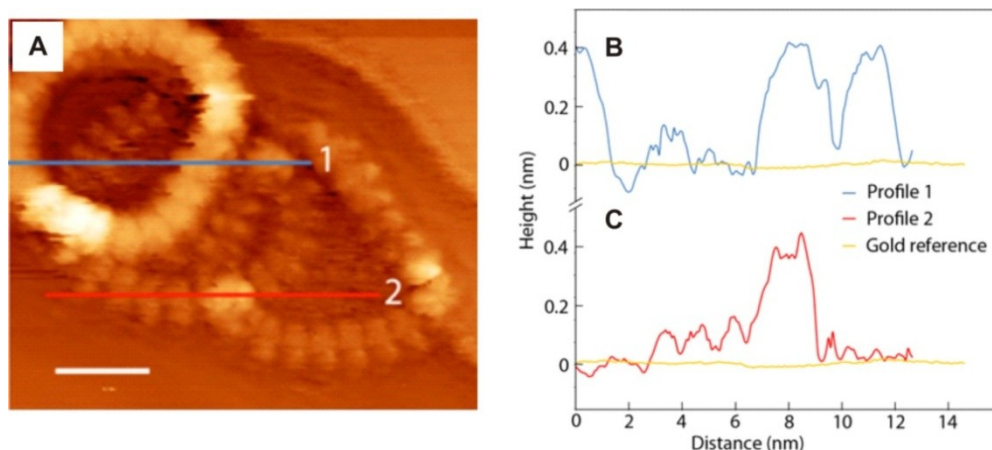 A
1
2
B
0.4
0.2
0
Height (nm)
Profile 1
Profile 2
Gold reference
C
0.4
0.2
0
0 2 4 6 8 10 12 14
Distance (nm)